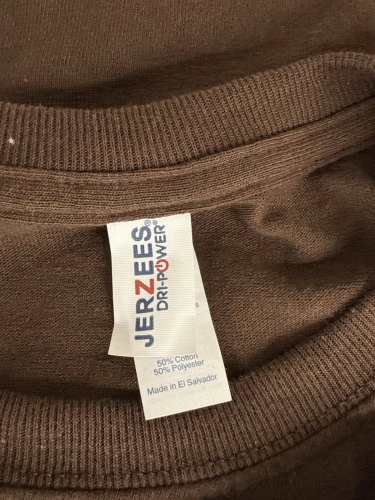 JERZEES®
DRI-POWER®
50% Cotton
50% Polyester
Made in El Salvador